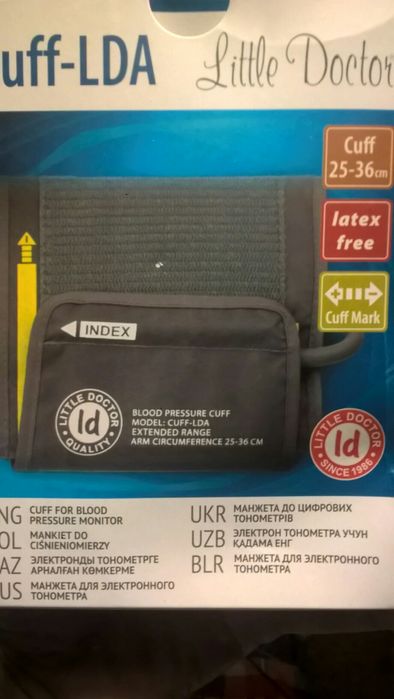 uff-LDA
Little Doctor
Cuff
25-36cm
latex
free
Cuff Mark
INDEX
LITTLE DOCTOR
ld
QUALITY
BLOOD PRESSURE CUFF
MODEL: CUFF-LDA
EXTENDED RANGE
ARM CIRCUMFERENCE 25-36 CM
LITTLE DOCTOR
ld
SINCE 1986
NG CUFF FOR BLOOD
PRESSURE MONITOR
OL MANKIET DO
CIŚNIENIOMIERZY
AZ ЭЛЕКТРОНДЫ ТОНОМЕТРГЕ
АРНАЛҒАН КӨМКЕРМЕ
US МАНЖЕТА ДЛЯ ЭЛЕКТРОННОГО
ТОНОМЕТРА
UKR МАНЖЕТА ДО ЦИФРОВИХ
ТОНОМЕТРІВ
UZB ЭЛЕКТРОН ТОНОМЕТРА УЧУН
ҚАДАМА ЕНГ
BLR МАНЖЕТА ДЛЯ ЭЛЕКТРОННОГО
ТОНОМЕТРА